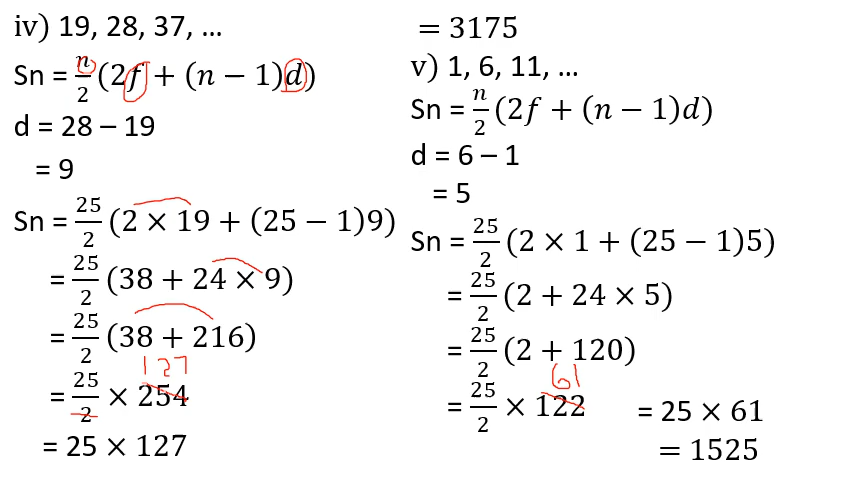 iv) 19, 28, 37, ...
Sn = n/2 (2f + (n − 1)d)
d = 28 – 19
= 9
Sn = 25/2 (2 × 19 + (25 − 1)9)
= 25/2 (38 + 24 × 9)
= 25/2 (38 + 216)
127
= 25/2 × 254
= 25 × 127
= 3175
v) 1, 6, 11, ...
Sn = n/2 (2f + (n − 1)d)
d = 6 – 1
= 5
Sn = 25/2 (2 × 1 + (25 − 1)5)
= 25/2 (2 + 24 × 5)
= 25/2 (2 + 120)
61
= 25/2 × 122
= 25 × 61
= 1525